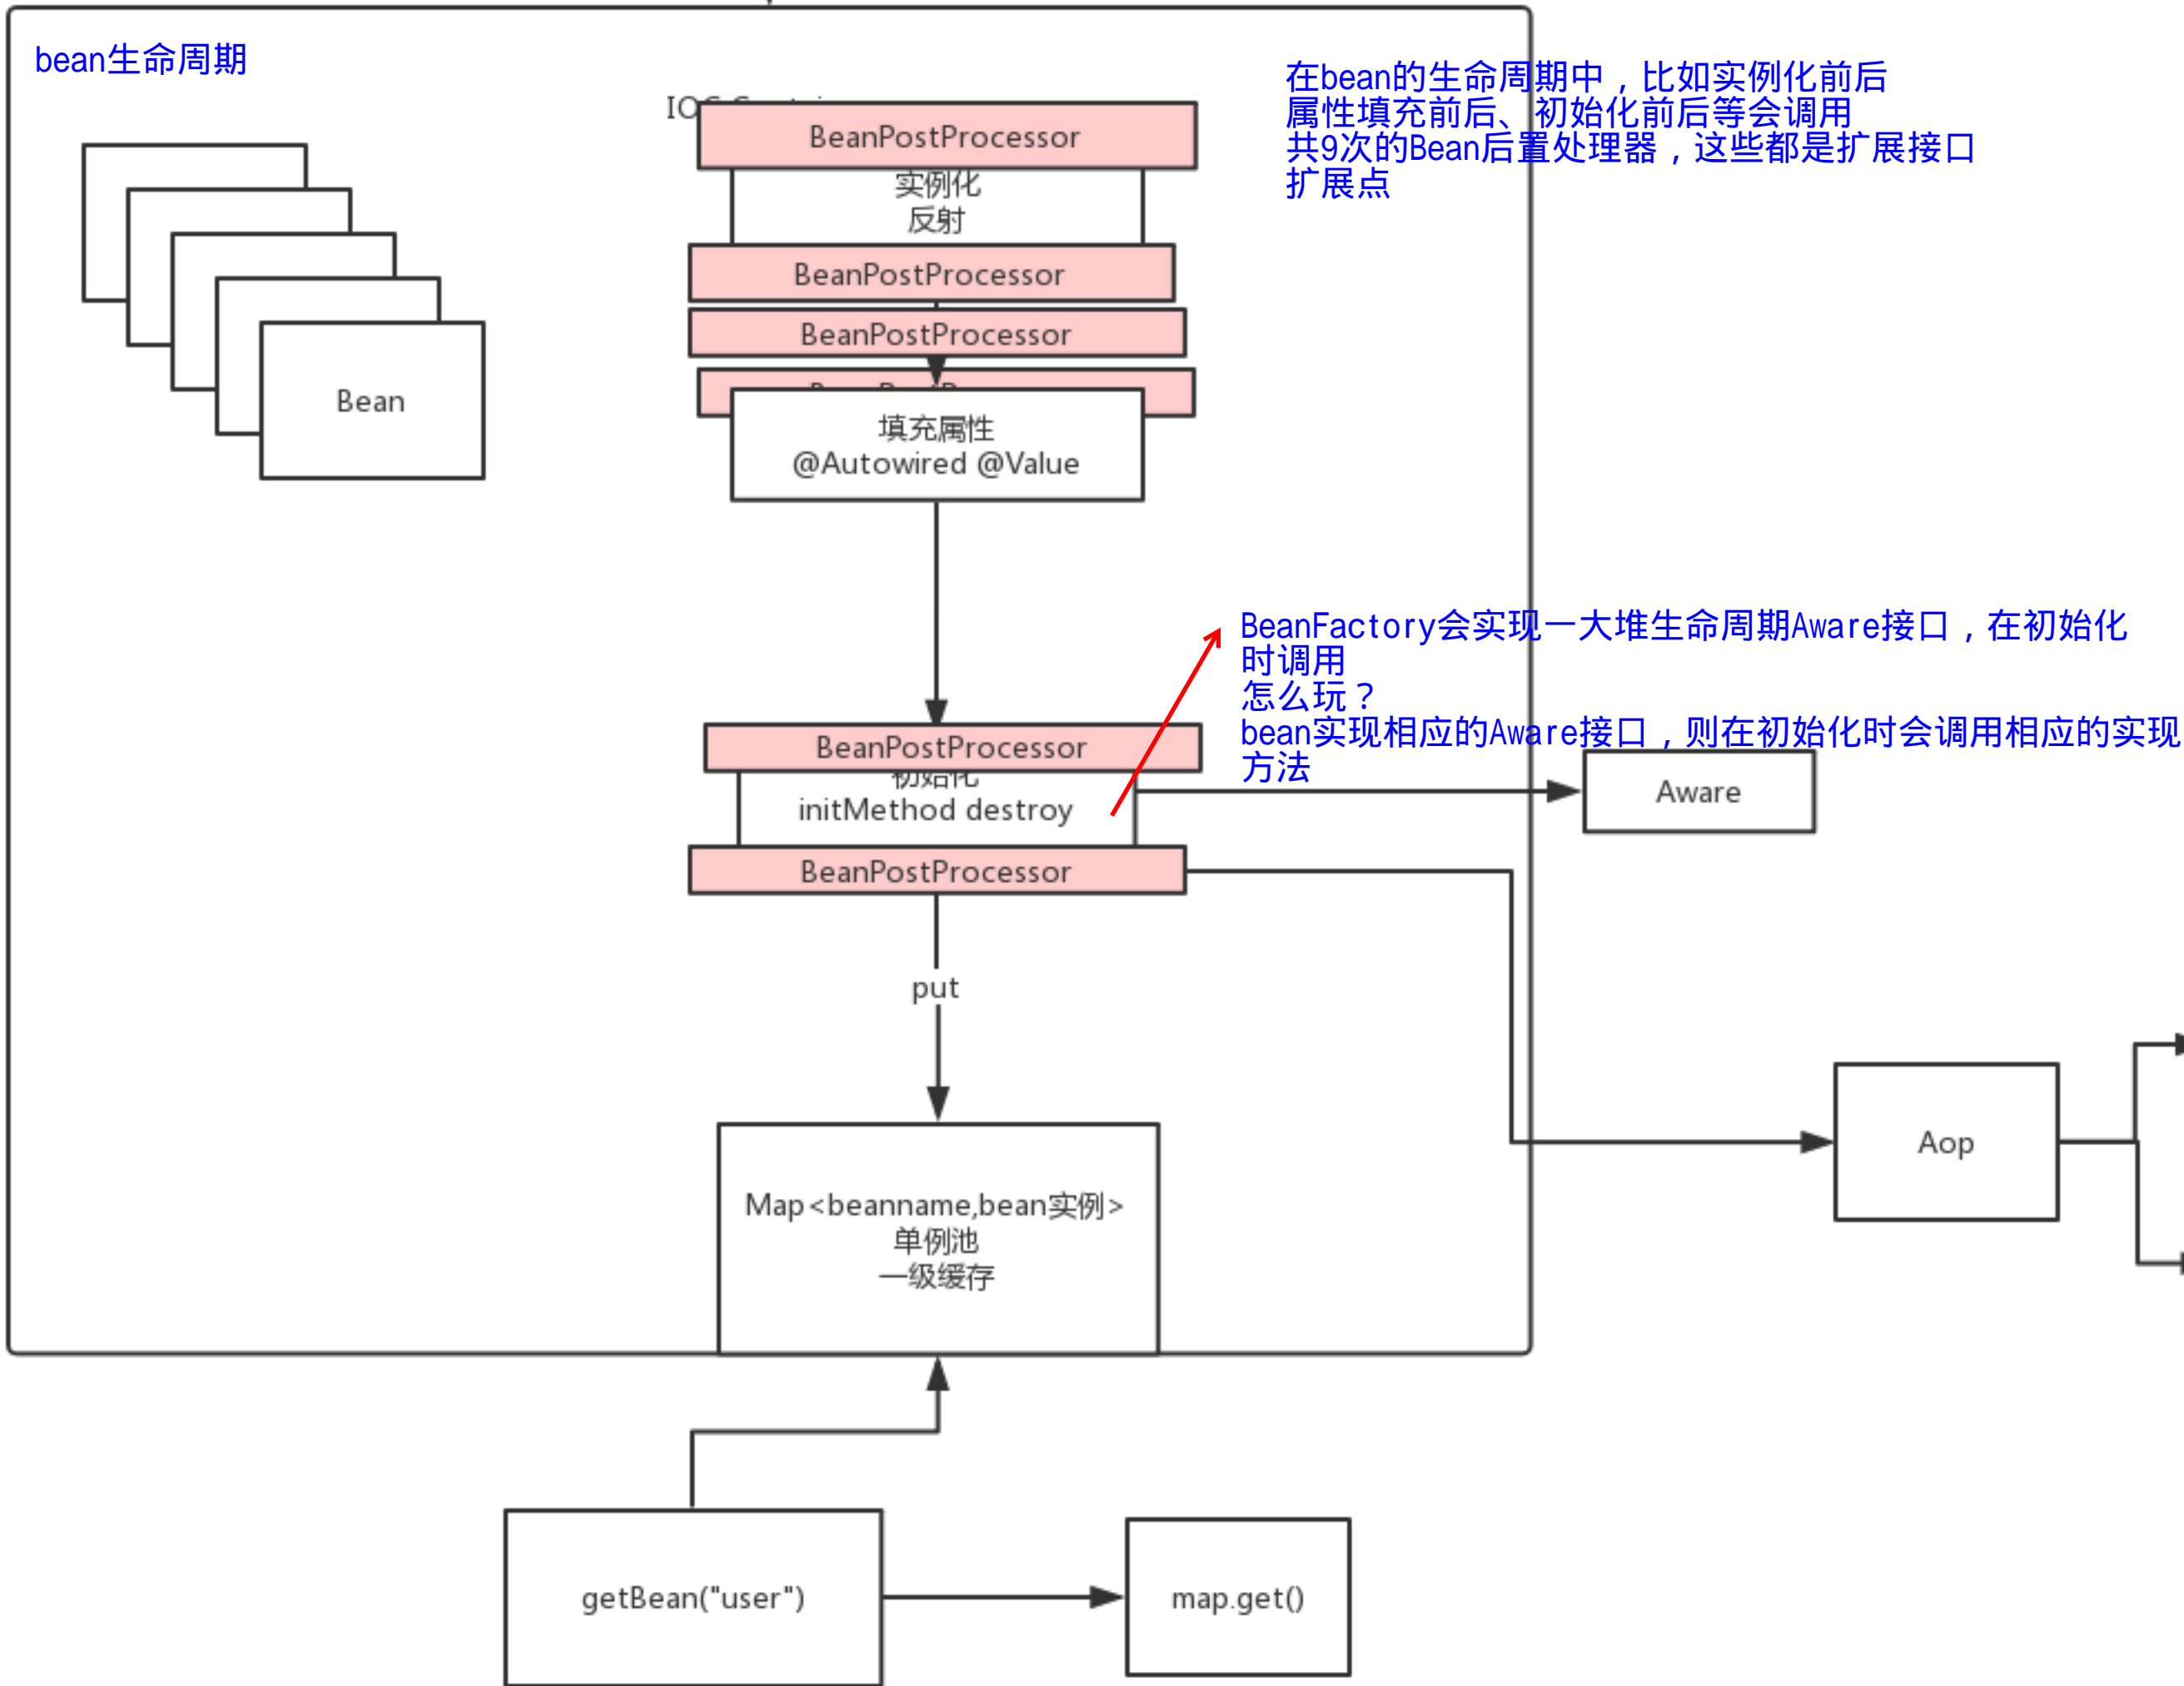 bean生命周期
在bean的生命周期中，比如实例化前后
属性填充前后、初始化前后等会调用
共9次的Bean后置处理器，这些都是扩展接口
扩展点
BeanPostProcessor
实例化
反射
BeanPostProcessor
BeanPostProcessor
Bean
填充属性
@Autowired @Value
BeanFactory会实现一大堆生命周期Aware接口，在初始化
时调用
怎么玩？
bean实现相应的Aware接口，则在初始化时会调用相应的实现
方法
BeanPostProcessor
初始化
initMethod destroy
Aware
BeanPostProcessor
put
Aop
Map<beanname,bean实例>
单例池
一级缓存
getBean("user")
map.get()